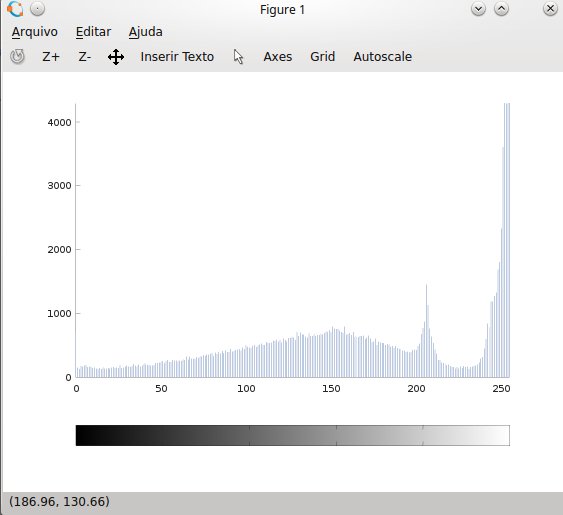 Figure 1
Arquivo Editar Ajuda
Z+ Z- Inserir Texto Axes Grid Autoscale
4000
3000
2000
1000
0
0 50 100 150 200 250
(186.96, 130.66)